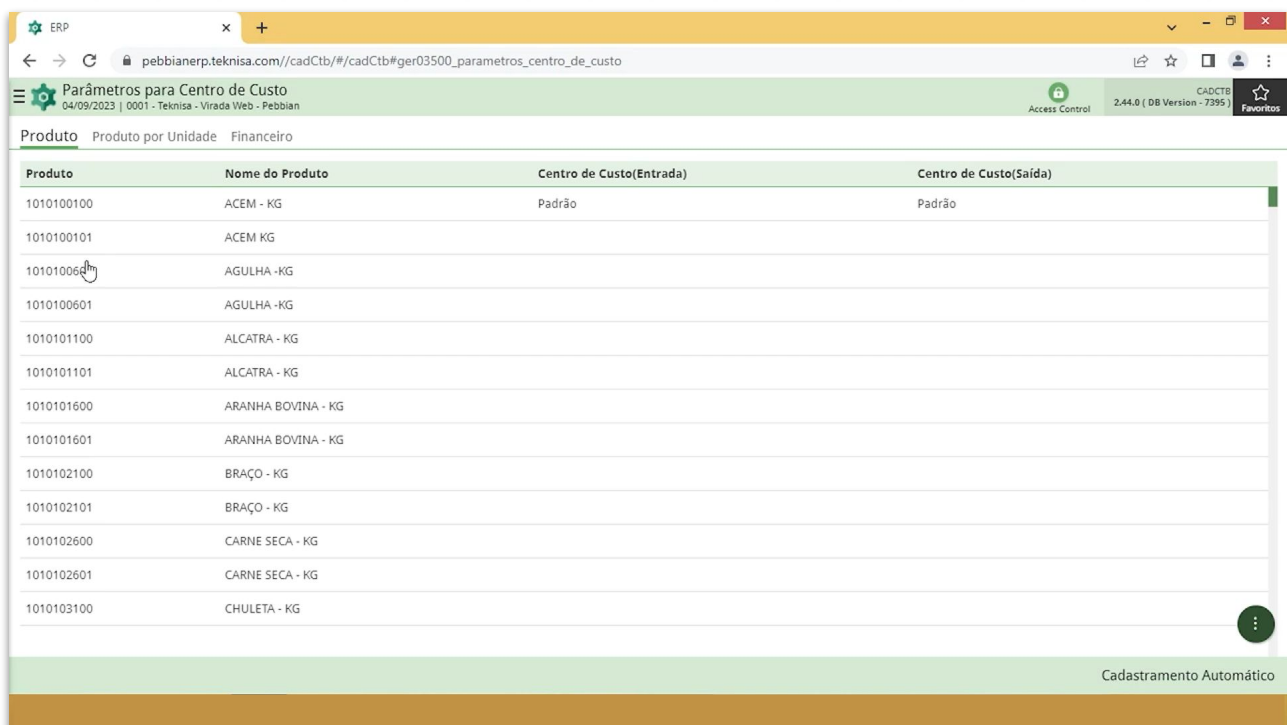 ERP
pebbianerp.teknisa.com//cadCtb/#/cadCtb#ger03500_parametros_centro_de_custo
Parâmetros para Centro de Custo
04/09/2023 | 0001 - Teknisa - Virada Web - Pebbian
Access Control
CADCTB
2.44.0 ( DB Version - 7395 )
Favoritos
Produto Produto por Unidade Financeiro
Produto Nome do Produto Centro de Custo(Entrada) Centro de Custo(Saída)
1010100100 ACEM - KG Padrão Padrão
1010100101 ACEM KG
AGULHA -KG
1010100601 AGULHA -KG
1010101100 ALCATRA - KG
1010101101 ALCATRA - KG
1010101600 ARANHA BOVINA - KG
1010101601 ARANHA BOVINA - KG
1010102100 BRAÇO - KG
1010102101 BRAÇO - KG
1010102600 CARNE SECA - KG
1010102601 CARNE SECA - KG
1010103100 CHULETA - KG
Cadastramento Automático